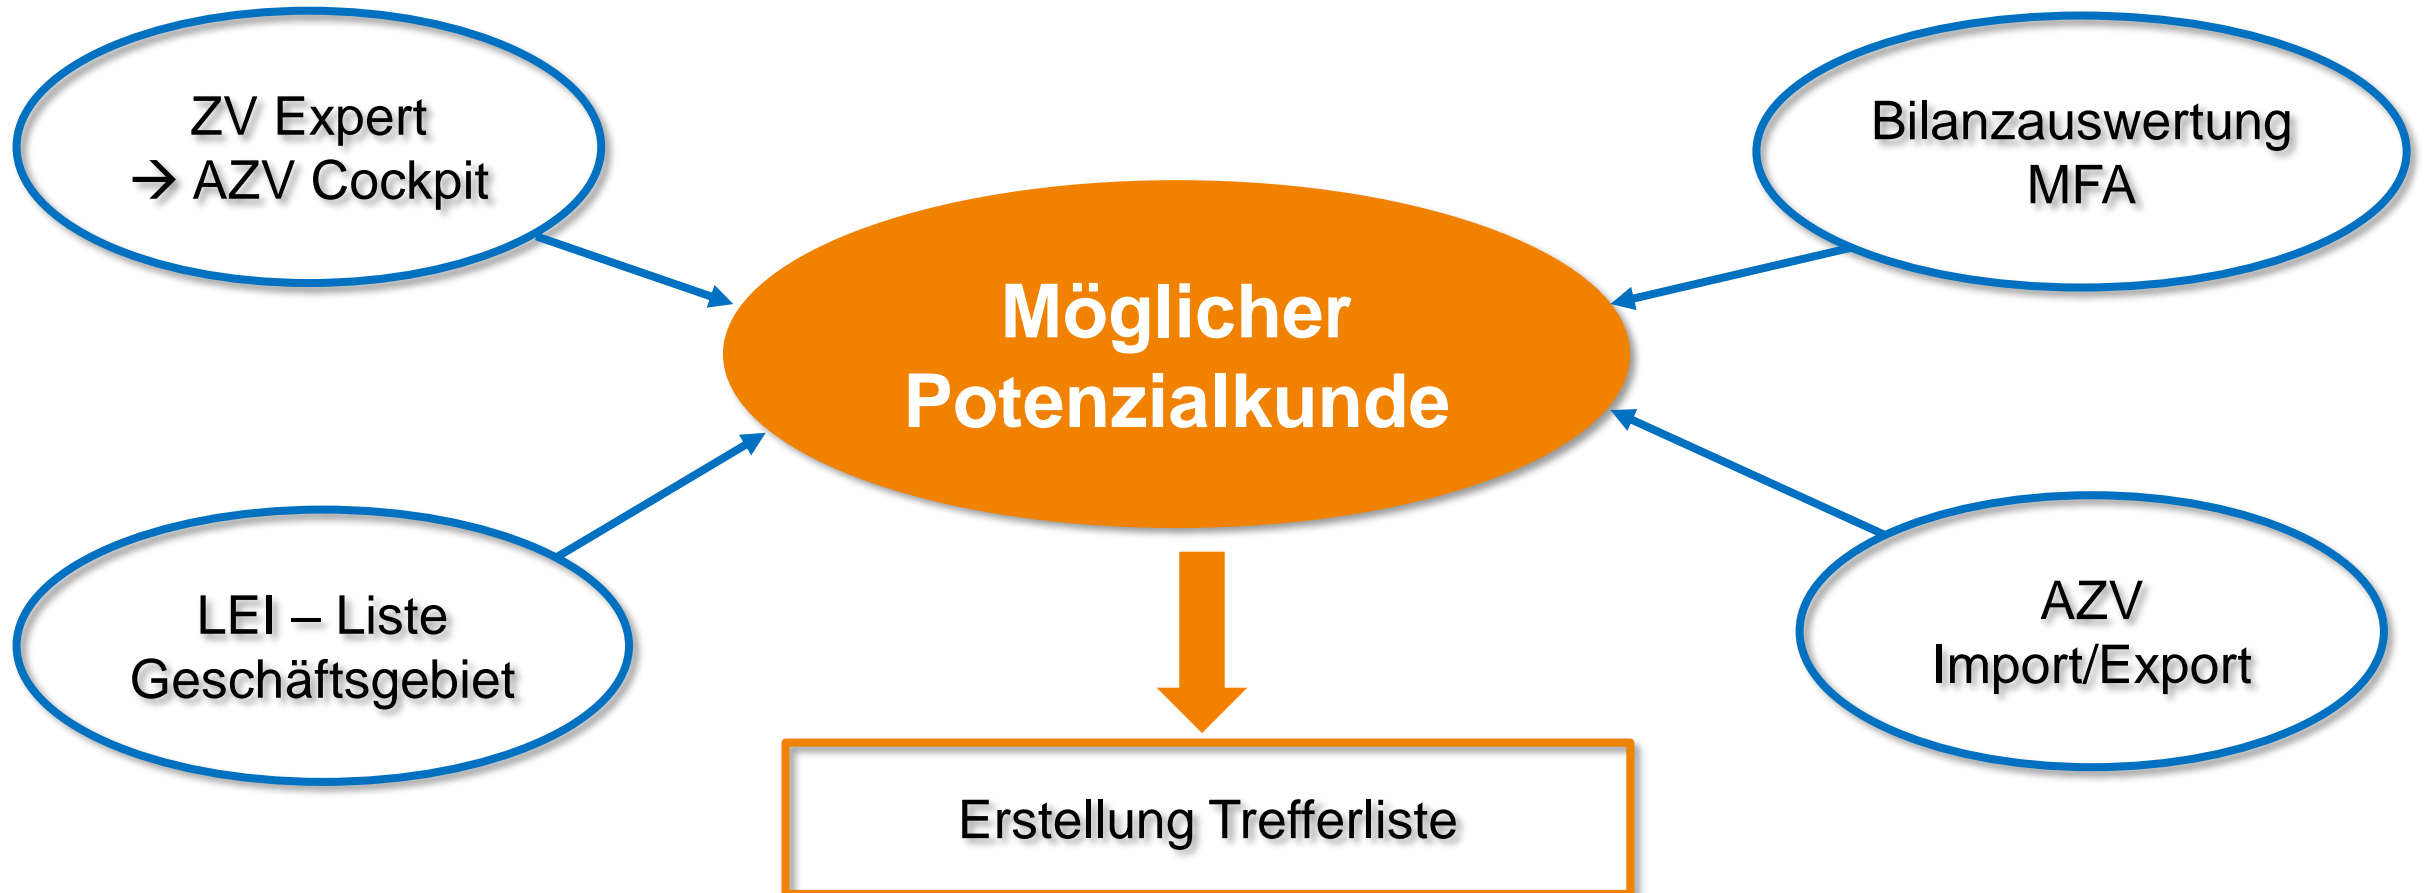 ZV Expert
→ AZV Cockpit
Bilanzauswertung
MFA
Möglicher
Potenzialkunde
LEI – Liste
Geschäftsgebiet
AZV
Import/Export
Erstellung Trefferliste